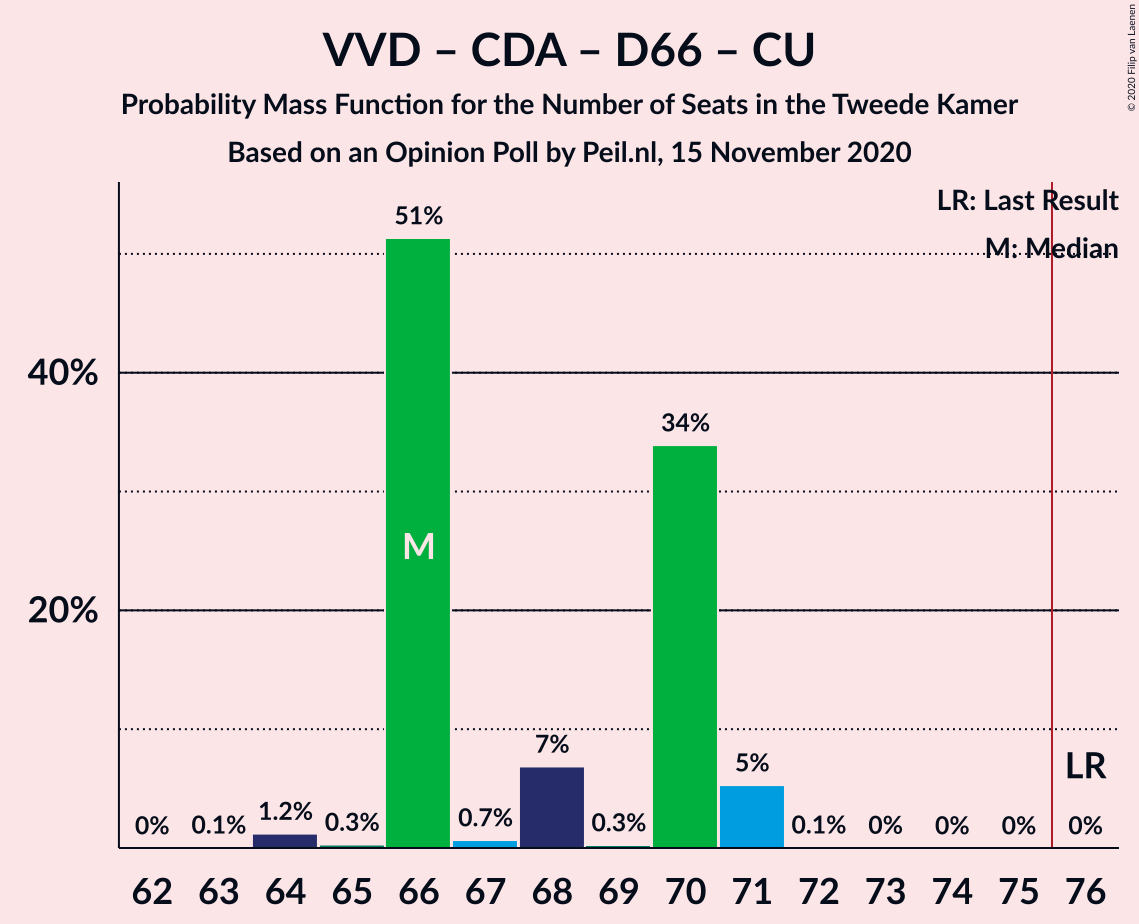 VVD – CDA – D66 – CU
Probability Mass Function for the Number of Seats in the Tweede Kamer
Based on an Opinion Poll by Peil.nl, 15 November 2020
© 2020 Filip van Laenen
LR: Last Result
M: Median
51%
40%
34%
M
20%
7%
5%
LR
0%
0.1%
1.2%
0.3%
0.7%
0.3%
0.1%
0%
0%
0%
0%
62 63 64 65 66 67 68 69 70 71 72 73 74 75 76